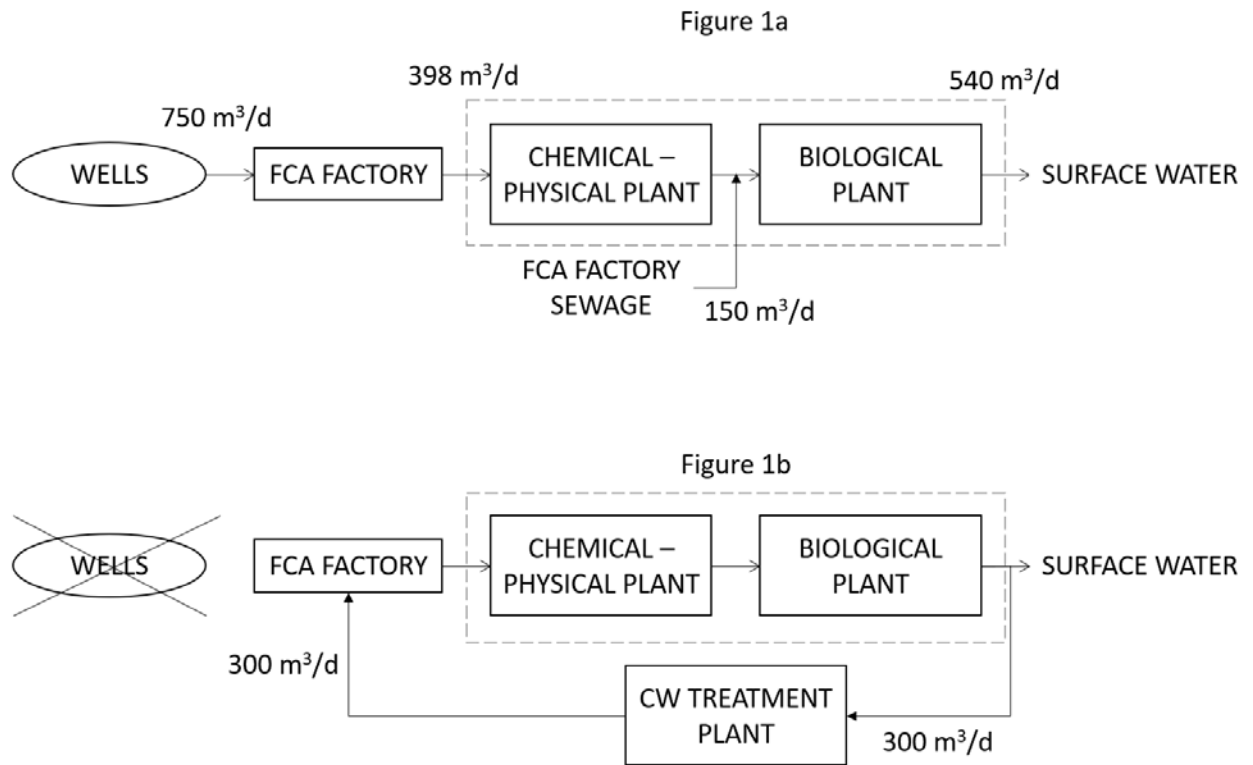 Figure 1a
398 m³/d
540 m³/d
750 m³/d
WELLS
FCA FACTORY
CHEMICAL –
PHYSICAL PLANT
BIOLOGICAL
PLANT
SURFACE WATER
FCA FACTORY
SEWAGE
150 m³/d
Figure 1b
WELLS
FCA FACTORY
CHEMICAL –
PHYSICAL PLANT
BIOLOGICAL
PLANT
SURFACE WATER
300 m³/d
CW TREATMENT
PLANT
300 m³/d